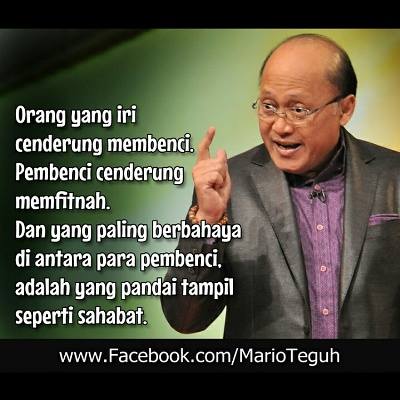 Orang yang iri
cenderung membenci.
Pembenci cenderung
memfitnah.
Dan yang paling berbahaya
di antara para pembenci,
adalah yang pandai tampil
seperti sahabat.
www.Facebook.com/MarioTeguh